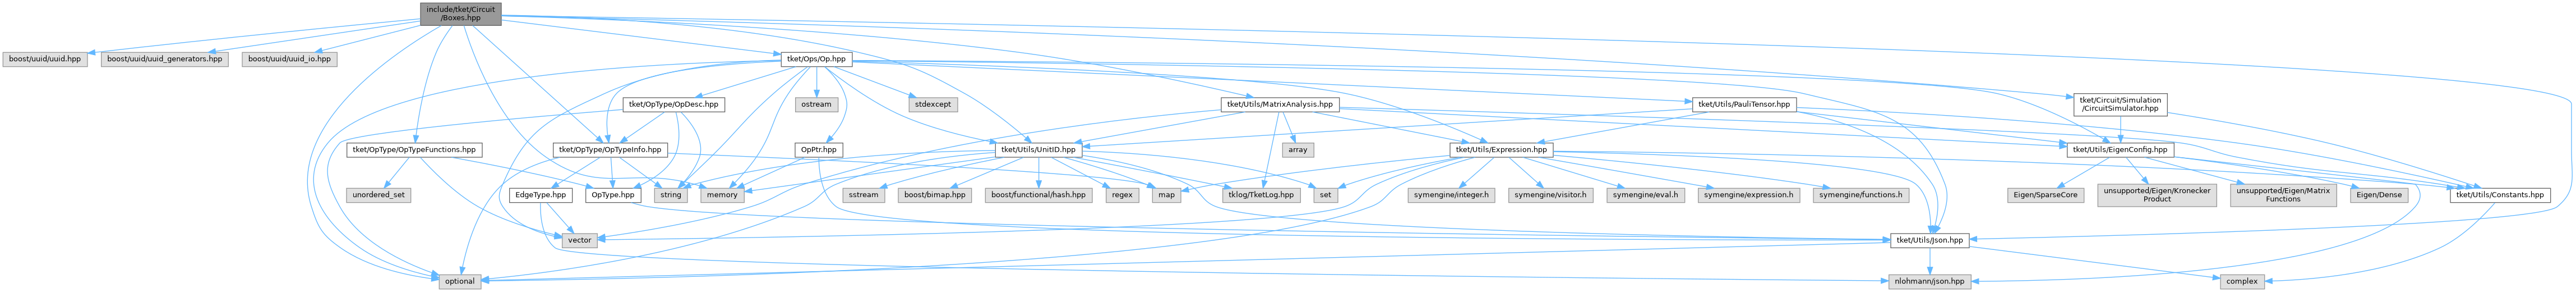 include/tket/Circuit
/Boxes.hpp
boost/uuid/uuid.hpp
boost/uuid/uuid_generators.hpp
boost/uuid/uuid_io.hpp
tket/Ops/Op.hpp
tket/OpType/OpDesc.hpp
ostream
stdexcept
tket/Utils/MatrixAnalysis.hpp
tket/Utils/PauliTensor.hpp
tket/Circuit/Simulation
/CircuitSimulator.hpp
tket/OpType/OpTypeFunctions.hpp
tket/OpType/OpTypeInfo.hpp
OpPtr.hpp
tket/Utils/UnitID.hpp
array
tket/Utils/Expression.hpp
tket/Utils/EigenConfig.hpp
unordered_set
EdgeType.hpp
OpType.hpp
string
memory
sstream
boost/bimap.hpp
boost/functional/hash.hpp
regex
map
tklog/TketLog.hpp
set
symengine/integer.h
symengine/visitor.h
symengine/eval.h
symengine/expression.h
symengine/functions.h
Eigen/SparseCore
unsupported/Eigen/Kronecker
Product
unsupported/Eigen/Matrix
Functions
Eigen/Dense
tket/Utils/Constants.hpp
vector
tket/Utils/Json.hpp
optional
nlohmann/json.hpp
complex